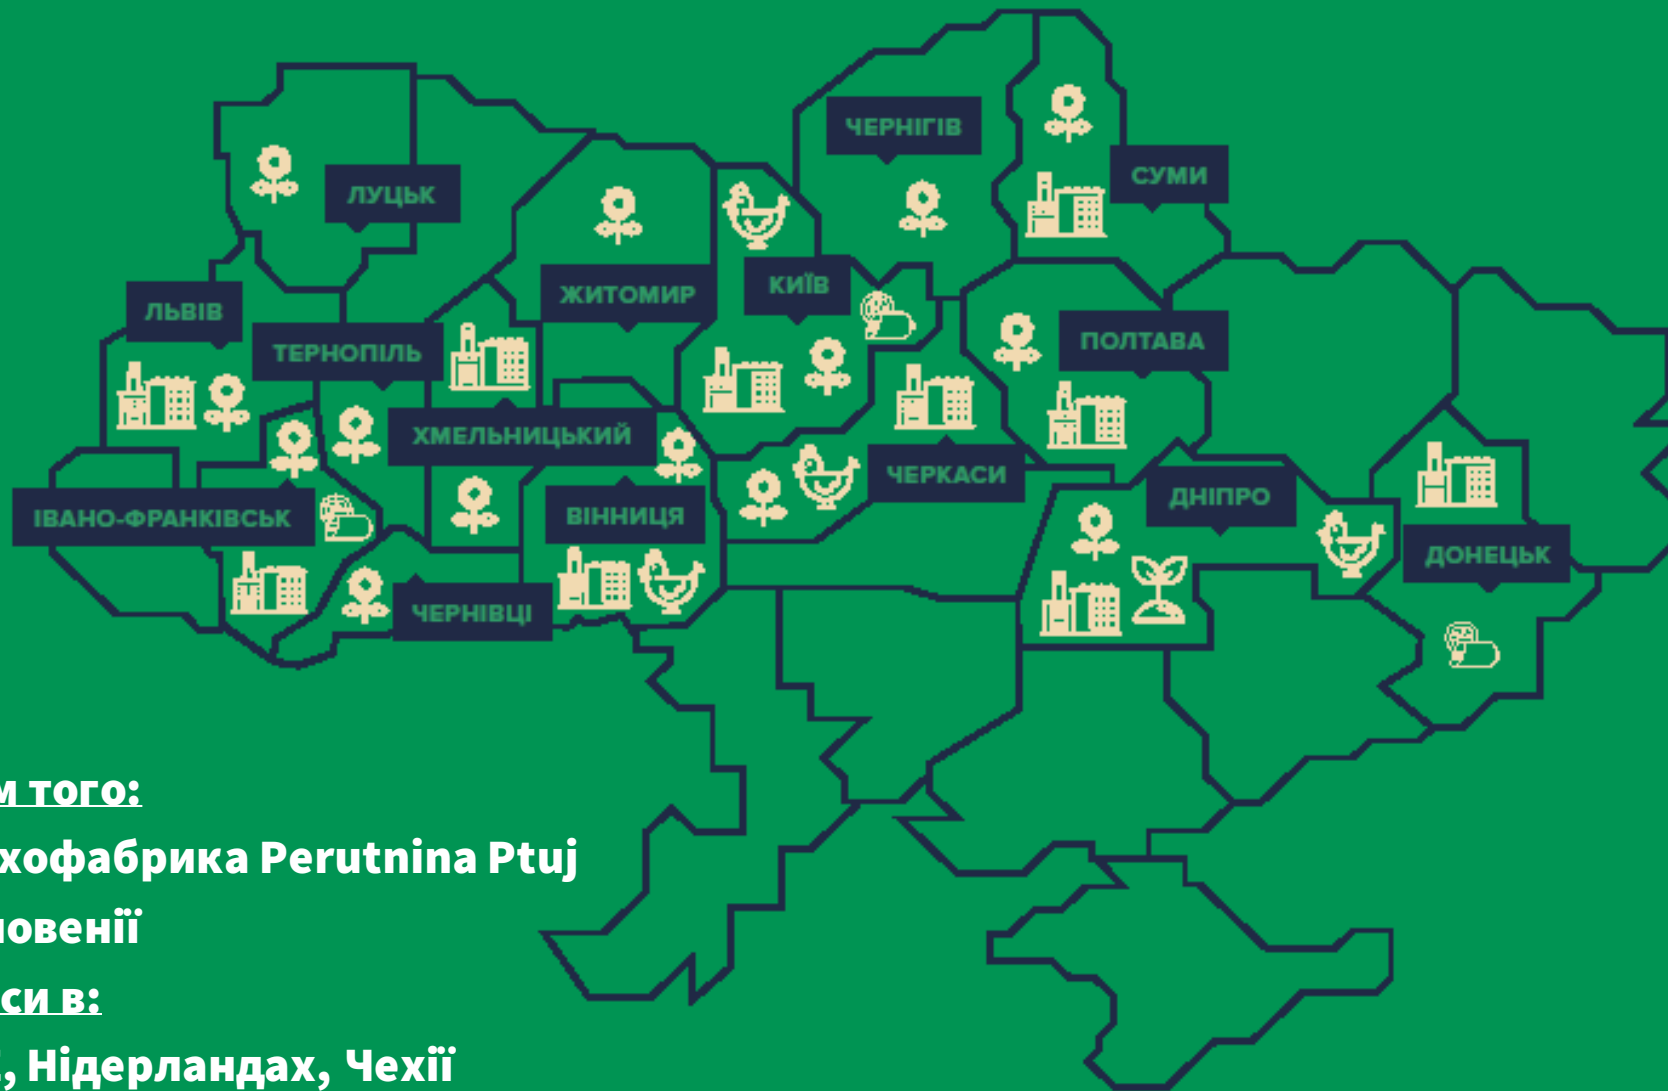 ЧЕРНІГІВ
СУМИ
ЛУЦЬК
ЖИТОМИР
КИЇВ
ЛЬВІВ
ТЕРНОПІЛЬ
ПОЛТАВА
ХМЕЛЬНИЦЬКИЙ
ЧЕРКАСИ
ДНІПРО
ІВАНО-ФРАНКІВСЬК
ВІННИЦЯ
ДОНЕЦЬК
ЧЕРНІВЦІ
м того:
хофабрика Perutnina Ptuj
ловенії
си в:
, Нідерландах, Чехії